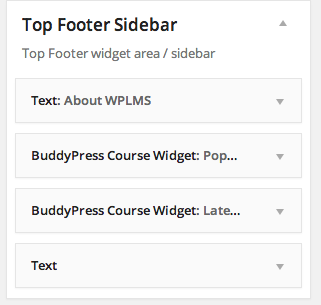 Top Footer Sidebar
Top Footer widget area / sidebar
Text: About WPLMS
BuddyPress Course Widget: Pop...
BuddyPress Course Widget: Late...
Text